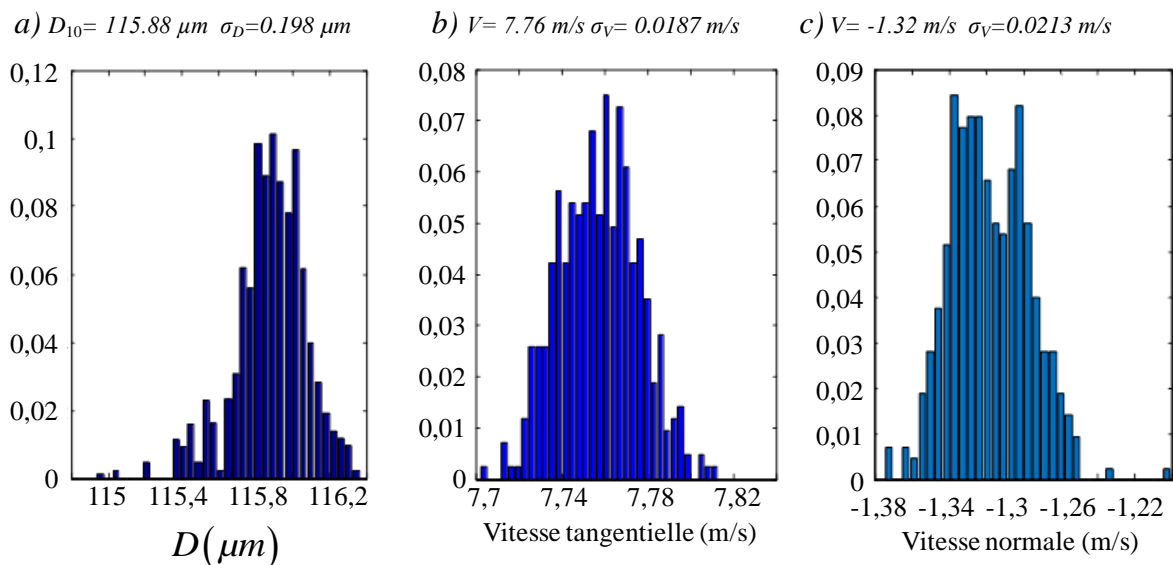 a) D10= 115.88 µm σD=0.198 µm
b) V= 7.76 m/s σV= 0.0187 m/s
c) V= -1.32 m/s σV=0.0213 m/s
0,12
0,1
0,08
0,06
0,04
0,02
0
115 115,4 115,8 116,2
D(µm)
0,08
0,07
0,06
0,05
0,04
0,03
0,02
0,01
0
7,7 7,74 7,78 7,82
Vitesse tangentielle (m/s)
0,09
0,08
0,07
0,06
0,05
0,04
0,03
0,02
0,01
0
-1,38 -1,34 -1,3 -1,26 -1,22
Vitesse normale (m/s)